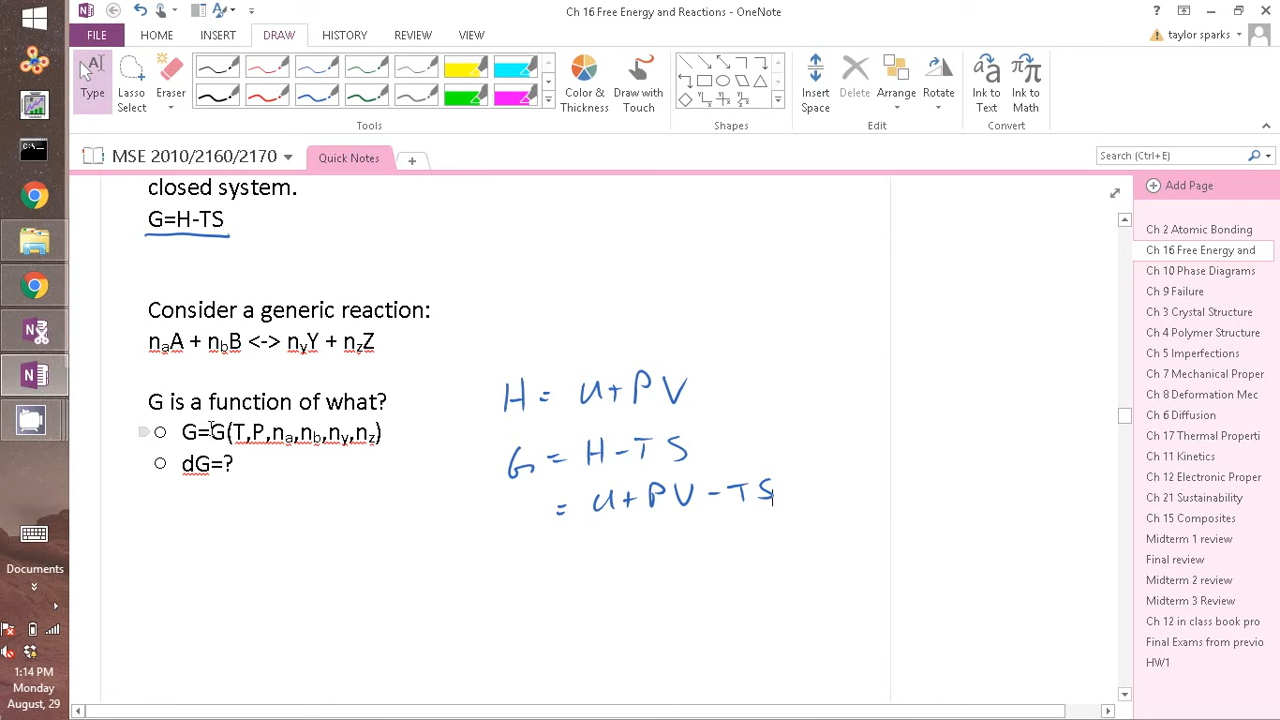 Ch 16 Free Energy and Reactions - OneNote
FILE HOME INSERT DRAW HISTORY REVIEW VIEW
taylor sparks
Type
Lasso Select
Eraser
Color & Thickness
Draw with Touch
Insert Space
Delete
Arrange
Rotate
Ink to Text
Ink to Math
Tools
Shapes
Edit
Convert
MSE 2010/2160/2170
Quick Notes
Search (Ctrl+E)
closed system.
G=H-TS
Consider a generic reaction:
nₐA + n_bB <-> n_yY + n_zZ
G is a function of what?
G=G(T,P,nₐ,n_b,n_y,n_z)
dG=?
H = U + PV
G = H - TS
= U + PV - TS
Add Page
Ch 2 Atomic Bonding
Ch 16 Free Energy and
Ch 10 Phase Diagrams
Ch 9 Failure
Ch 3 Crystal Structure
Ch 4 Polymer Structure
Ch 5 Imperfections
Ch 7 Mechanical Proper
Ch 8 Deformation Mec
Ch 6 Diffusion
Ch 17 Thermal Properti
Ch 11 Kinetics
Ch 12 Electronic Proper
Ch 21 Sustainability
Ch 15 Composites
Midterm 1 review
Final review
Midterm 2 review
Midterm 3 Review
Ch 12 in class book pro
Final Exams from previo
HW1
Documents
1:14 PM
Monday
August, 29